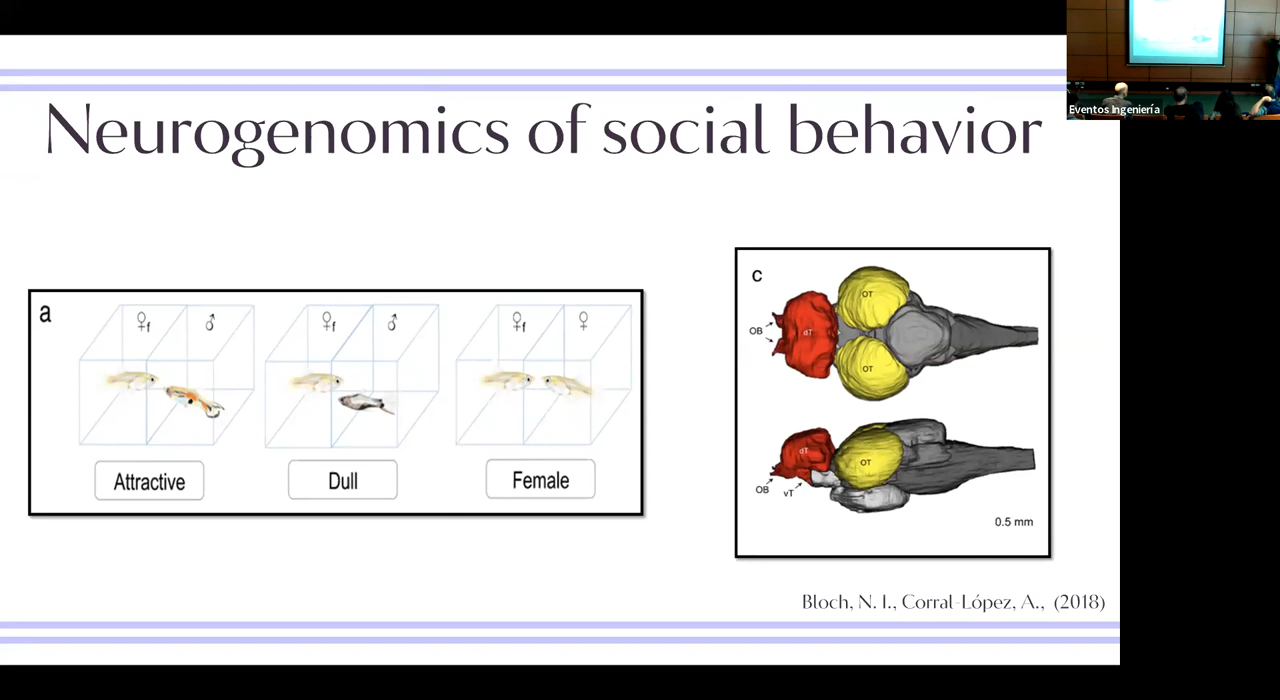 Eventos Ingeniería
Neurogenomics of social behavior
a
♀f ♂ ♀f ♂ ♀f ♀
Attractive Dull Female
c
OT
OB dT
OT
dT
OT
OB vT
0.5 mm
Bloch, N. I., Corral-López, A., (2018)